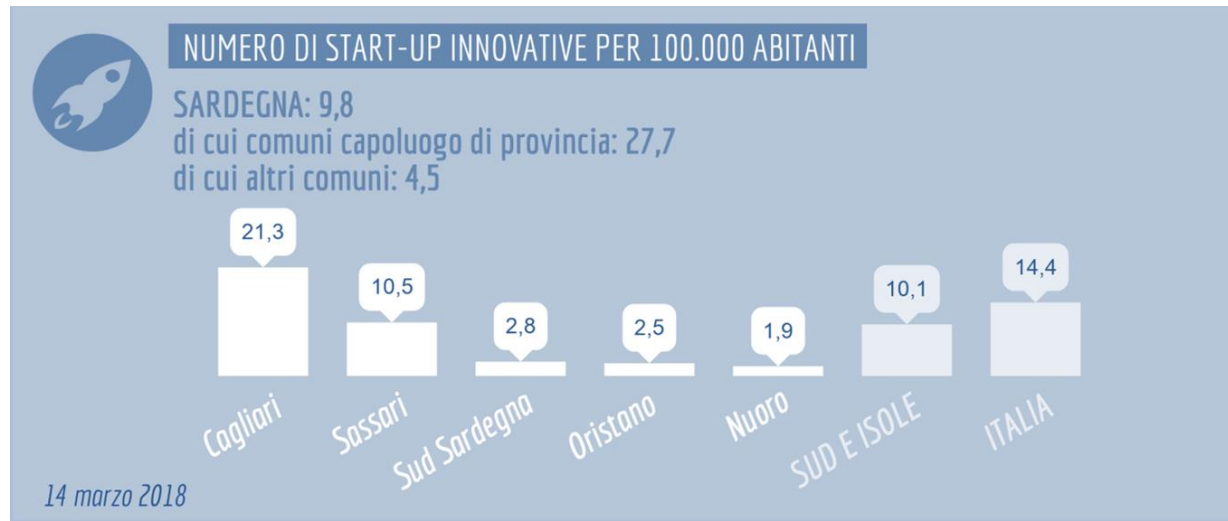 NUMERO DI START-UP INNOVATIVE PER 100.000 ABITANTI
SARDEGNA: 9,8
di cui comuni capoluogo di provincia: 27,7
di cui altri comuni: 4,5
21,3
10,5
2,8
2,5
1,9
10,1
14,4
Cagliari
Sassari
Sud Sardegna
Oristano
Nuoro
SUD E ISOLE
ITALIA
14 marzo 2018